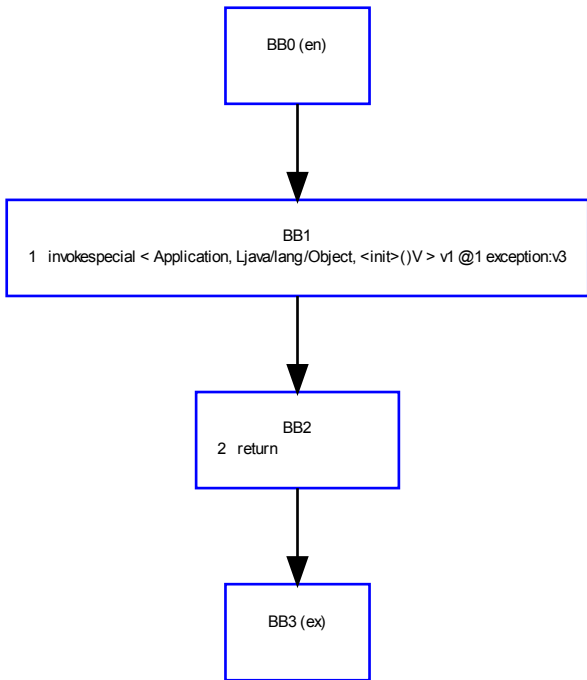 BB0 (en)
BB1
1 invokespecial < Application, Ljava/lang/Object, <init>()V > v1 @1 exception:v3
BB2
2 return
BB3 (ex)